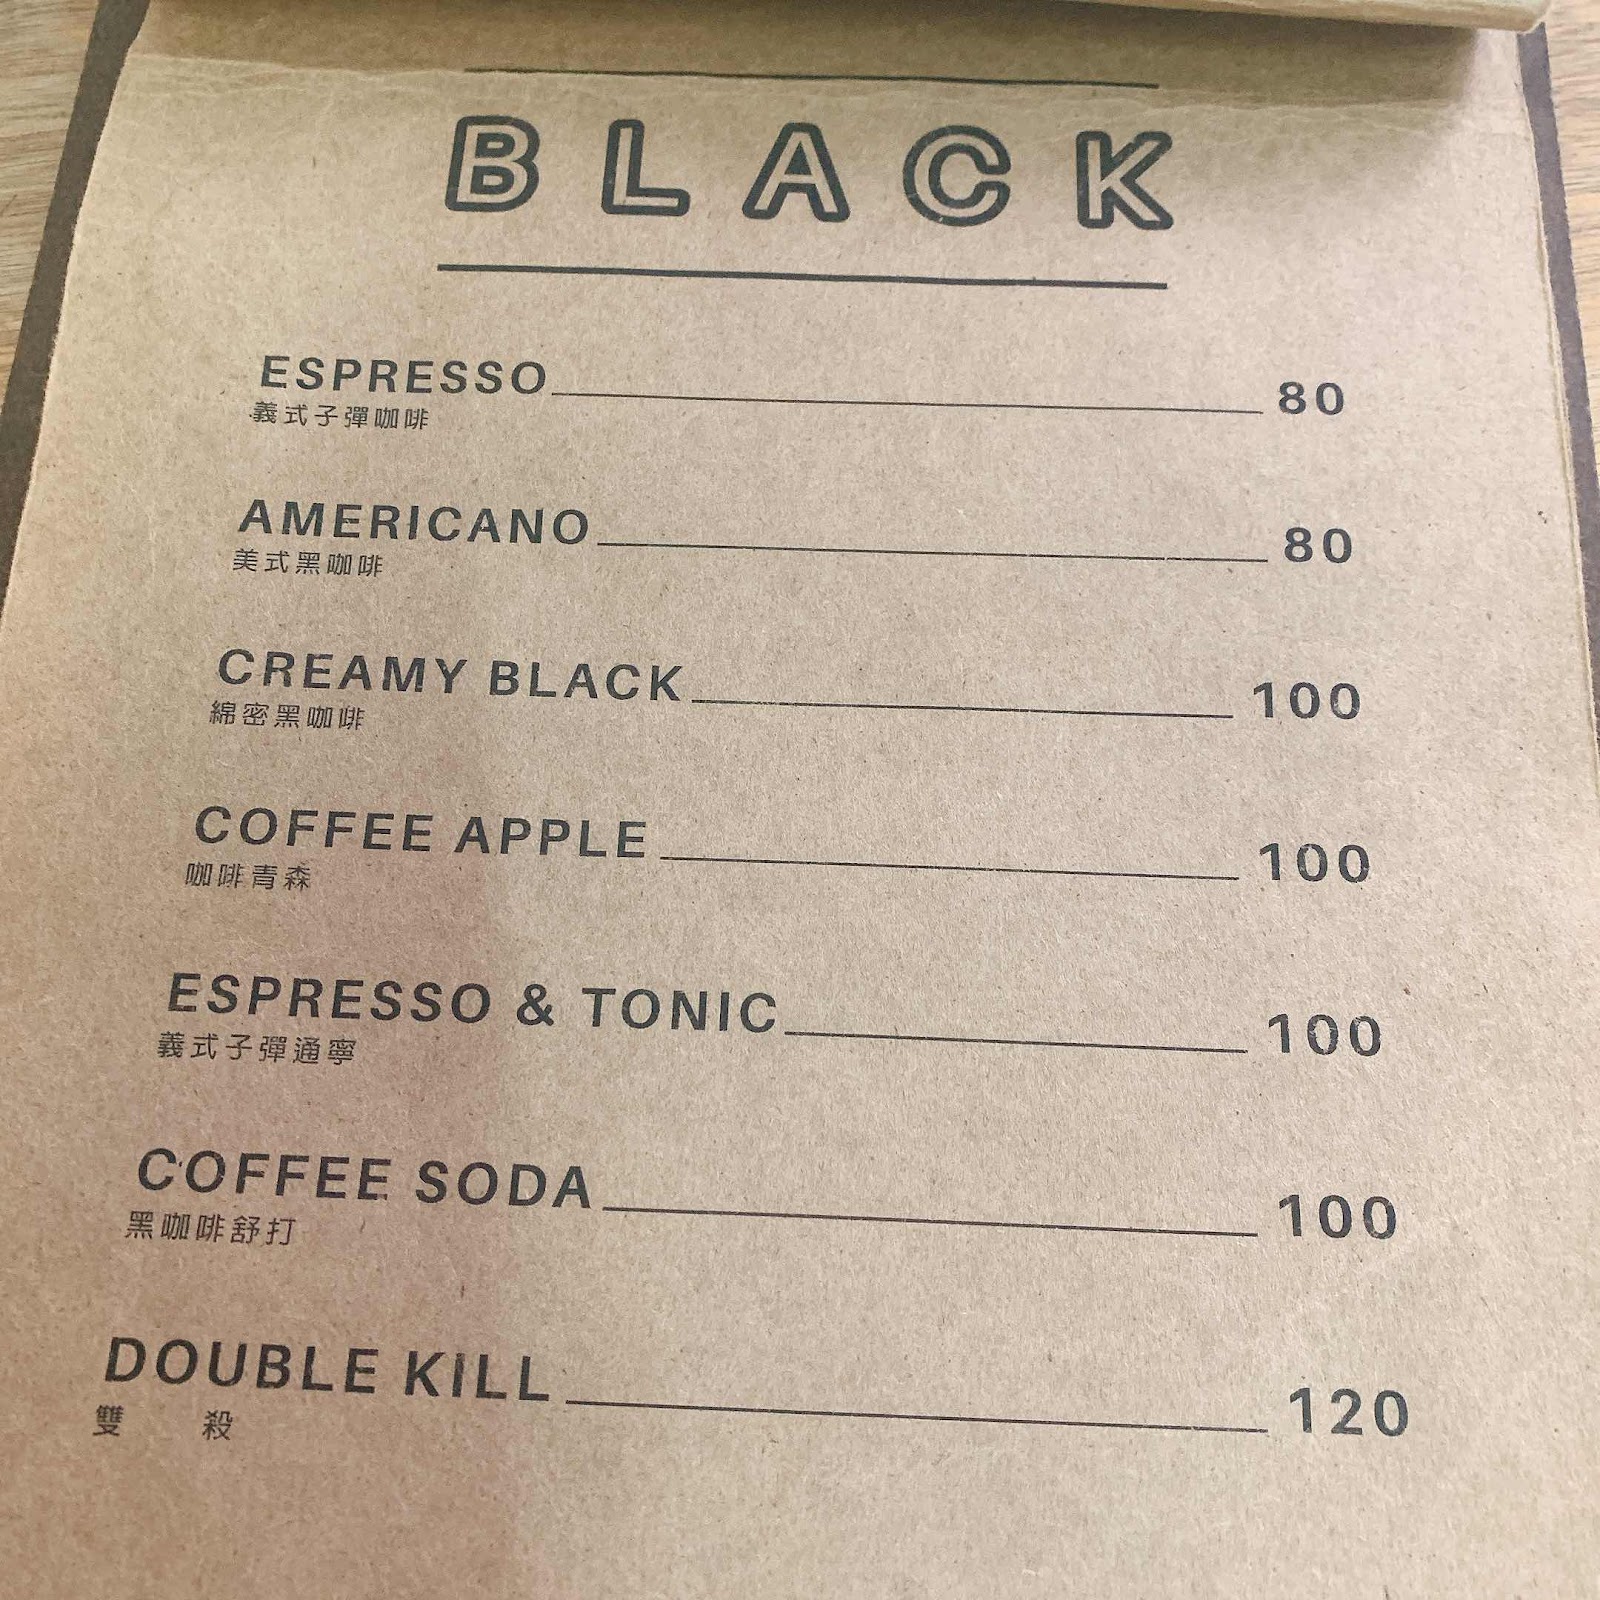 BLACK
ESPRESSO 80
義式子彈咖啡
AMERICANO 80
美式黑咖啡
CREAMY BLACK 100
綿密黑咖啡
COFFEE APPLE 100
咖啡青森
ESPRESSO & TONIC 100
義式子彈通寧
COFFEE SODA 100
黑咖啡舒打
DOUBLE KILL 120
雙 殺